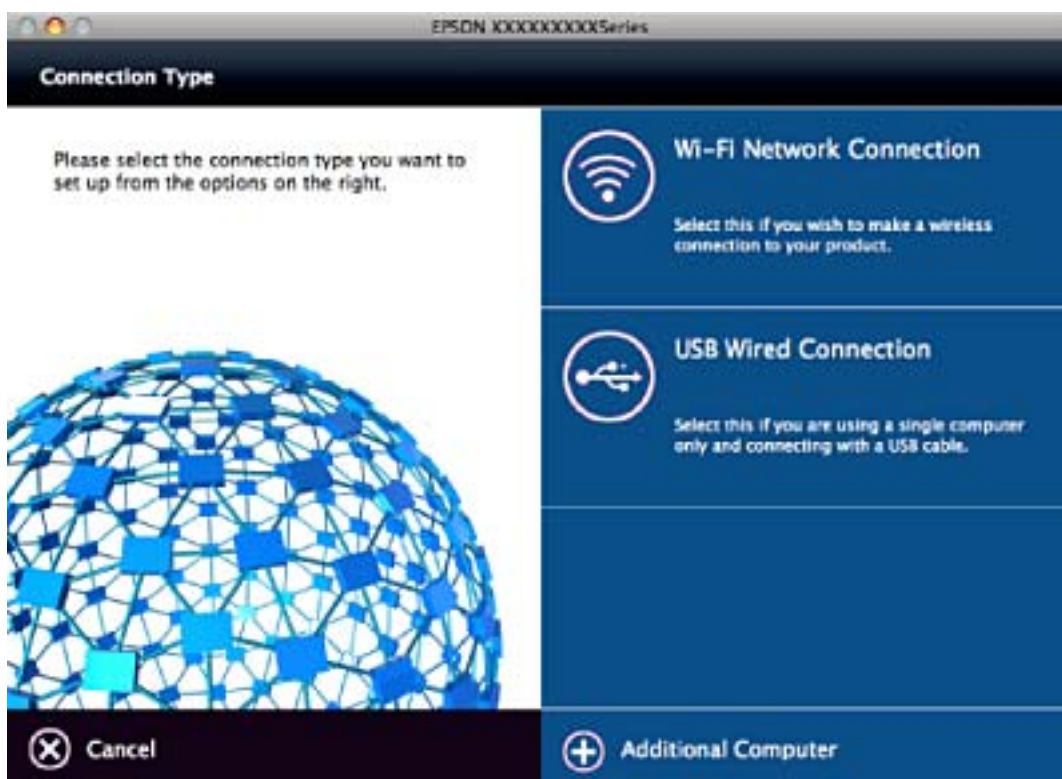 EPSON XXXXXXXXXSeries
Connection Type
Please select the connection type you want to
set up from the options on the right.
Wi-Fi Network Connection
Select this if you wish to make a wireless
connection to your product.
USB Wired Connection
Select this if you are using a single computer
only and connecting with a USB cable.
Cancel
Additional Computer